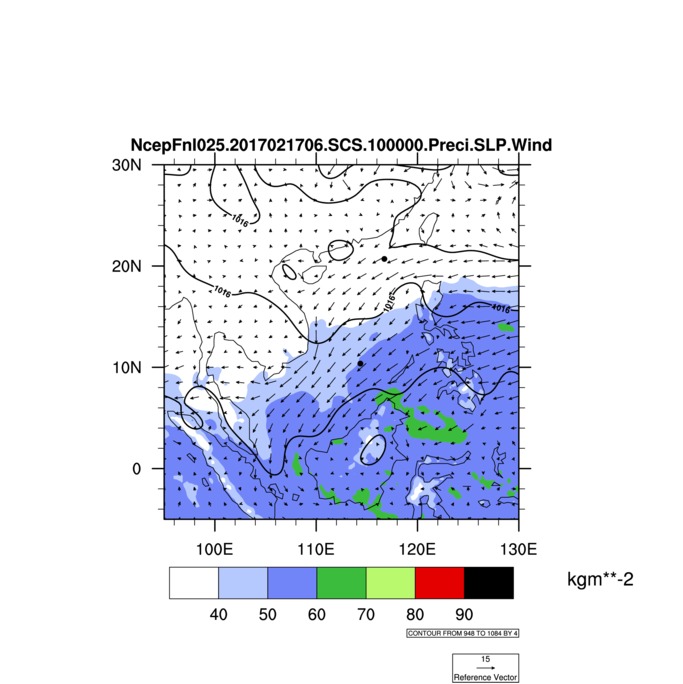 NcepFnl025.2017021706.SCS.100000.Preci.SLP.Wind
30N
1016
20N
1016
1016
1016
10N
0
100E
110E
120E
130E
kgm**-2
40
50
60
70
80
90
CONTOUR FROM 948 TO 1084 BY 4
15
Reference Vector